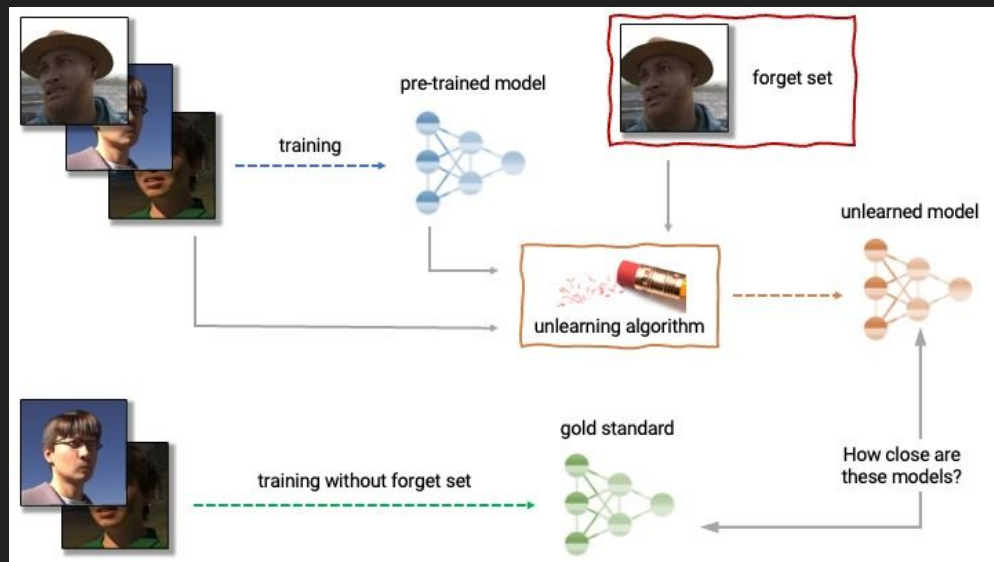 pre-trained model
forget set
training
unlearned model
unlearning algorithm
gold standard
How close are
these models?
training without forget set